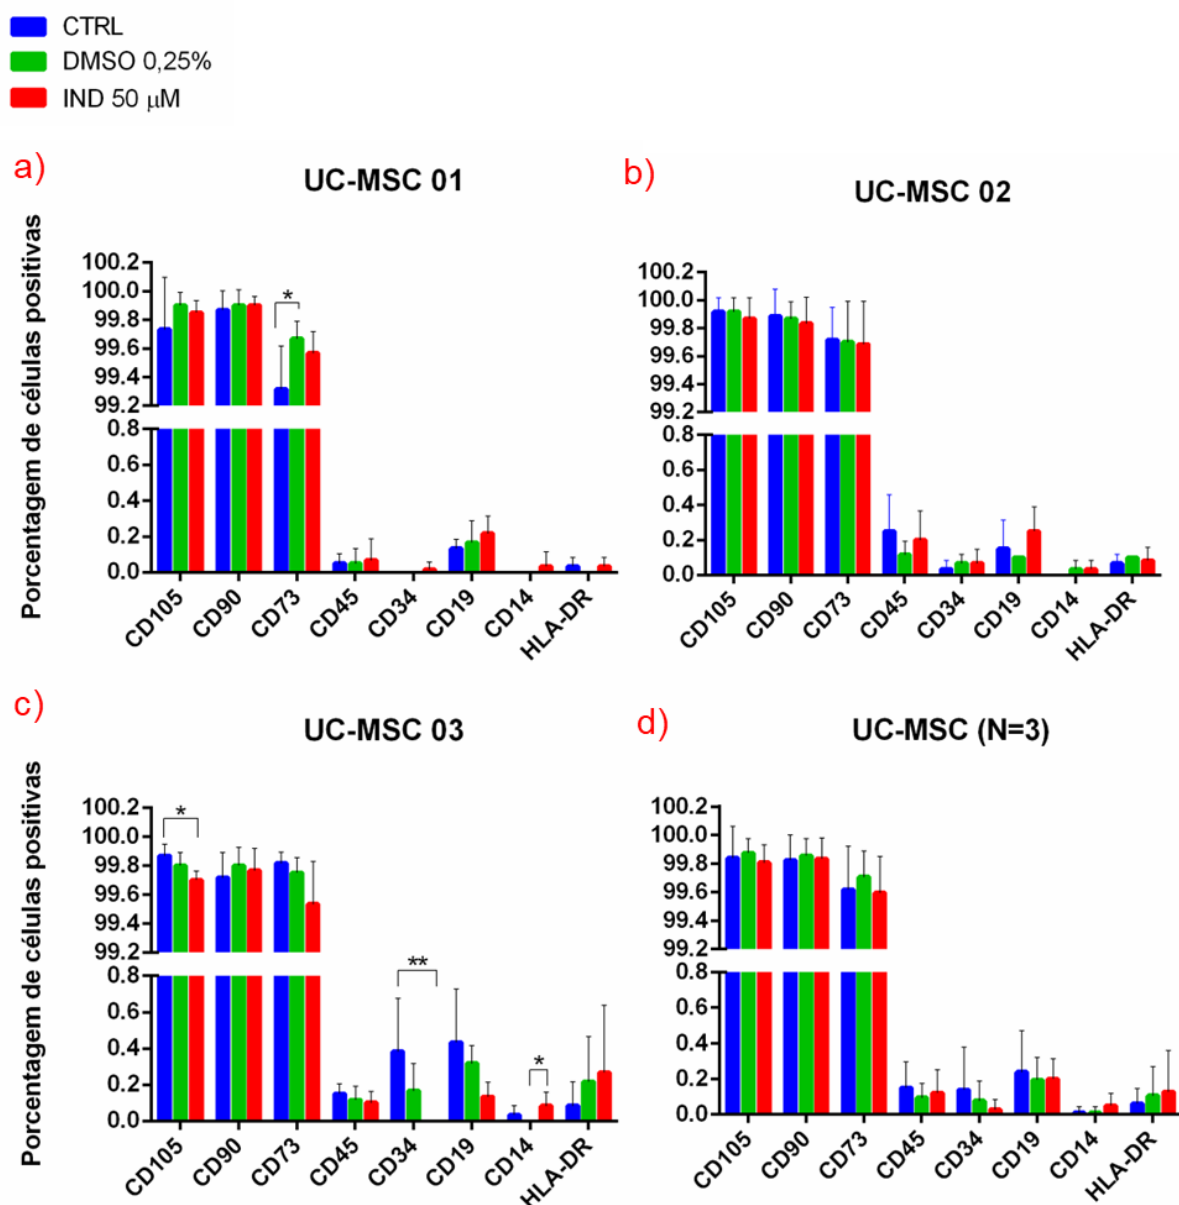 CTRL
DMSO 0,25%
IND 50 μM
a)
UC-MSC 01
Porcentagem de células positivas
100.2
100.0
99.8
99.6
99.4
99.2
0.8
0.6
0.4
0.2
0.0
*
CD105
CD90
CD73
CD45
CD34
CD19
CD14
HLA-DR
b)
UC-MSC 02
100.2
100.0
99.8
99.6
99.4
99.2
0.8
0.6
0.4
0.2
0.0
CD105
CD90
CD73
CD45
CD34
CD19
CD14
HLA-DR
c)
UC-MSC 03
Porcentagem de células positivas
100.2
100.0
99.8
99.6
99.4
99.2
0.8
0.6
0.4
0.2
0.0
*
**
*
CD105
CD90
CD73
CD45
CD34
CD19
CD14
HLA-DR
d)
UC-MSC (N=3)
100.2
100.0
99.8
99.6
99.4
99.2
0.8
0.6
0.4
0.2
0.0
CD105
CD90
CD73
CD45
CD34
CD19
CD14
HLA-DR